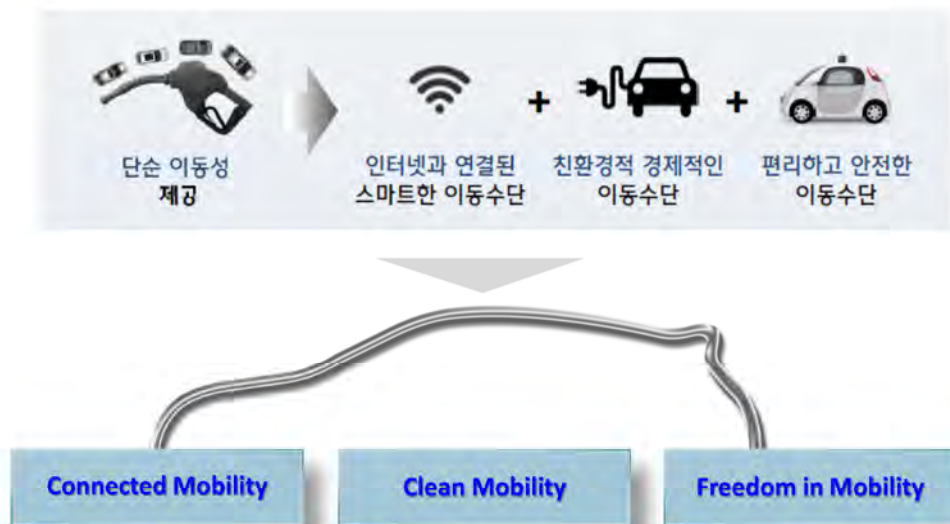 단순 이동성
제공
인터넷과 연결된
스마트한 이동수단
+
친환경적 경제적인
이동수단
+
편리하고 안전한
이동수단
Connected Mobility
Clean Mobility
Freedom in Mobility